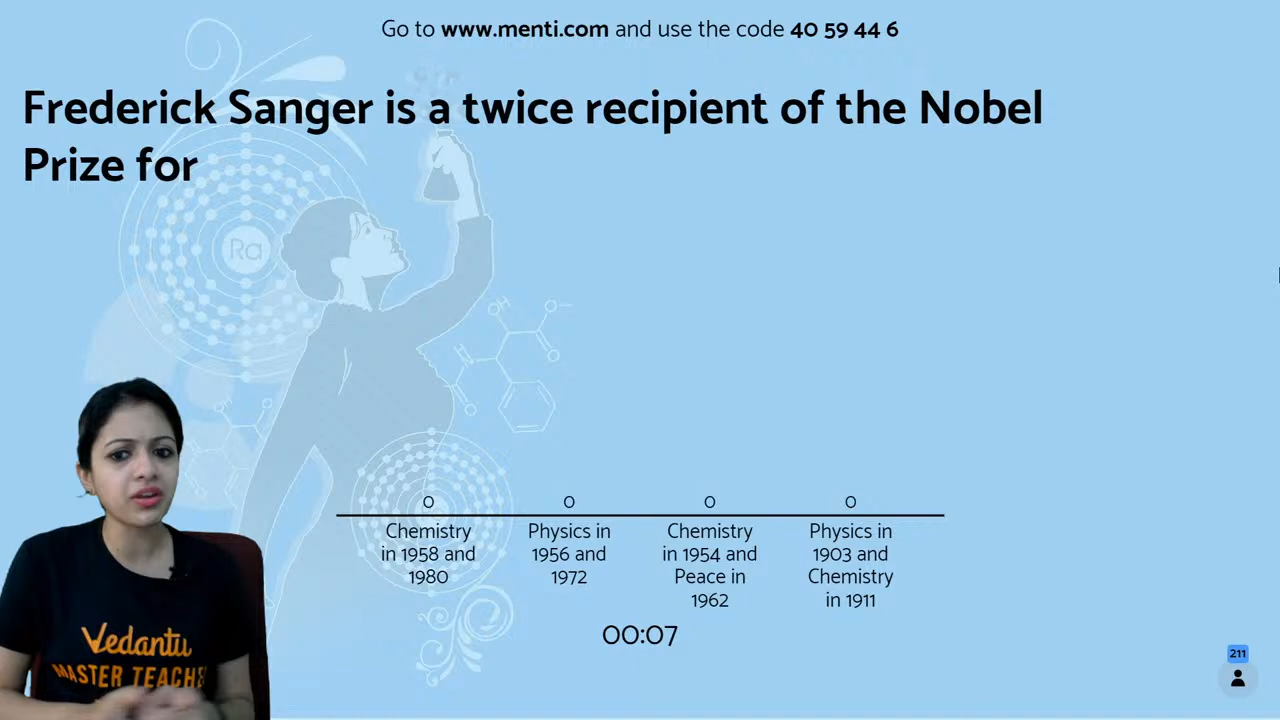 Go to www.menti.com and use the code 40 59 44 6
Frederick Sanger is a twice recipient of the Nobel
Prize for
Ra
0 0 0 0
Chemistry
in 1958 and
1980
Physics in
1956 and
1972
Chemistry
in 1954 and
Peace in
1962
Physics in
1903 and
Chemistry
in 1911
00:07
Vedantu
MASTER TEACHER
211